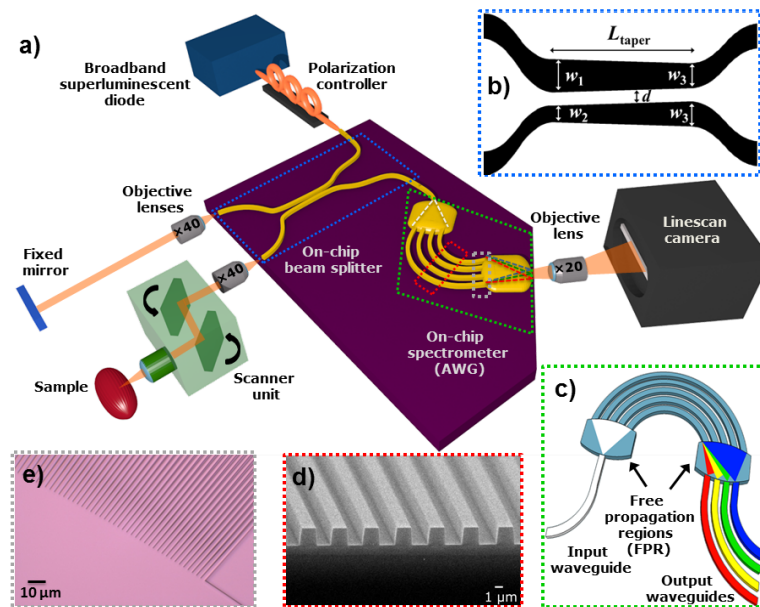 a)
Broadband
superluminescent
diode
Polarization
controller
Objective
lenses
×40
×40
Fixed
mirror
On-chip
beam splitter
Objective
lens
×20
Linescan
camera
On-chip
spectrometer
(AWG)
Sample
Scanner
unit
b)
L_taper
w₁
w₃
d
w₂
w₃
c)
Free
propagation
regions
(FPR)
Input
waveguide
Output
waveguides
e)
10 µm
d)
1 µm